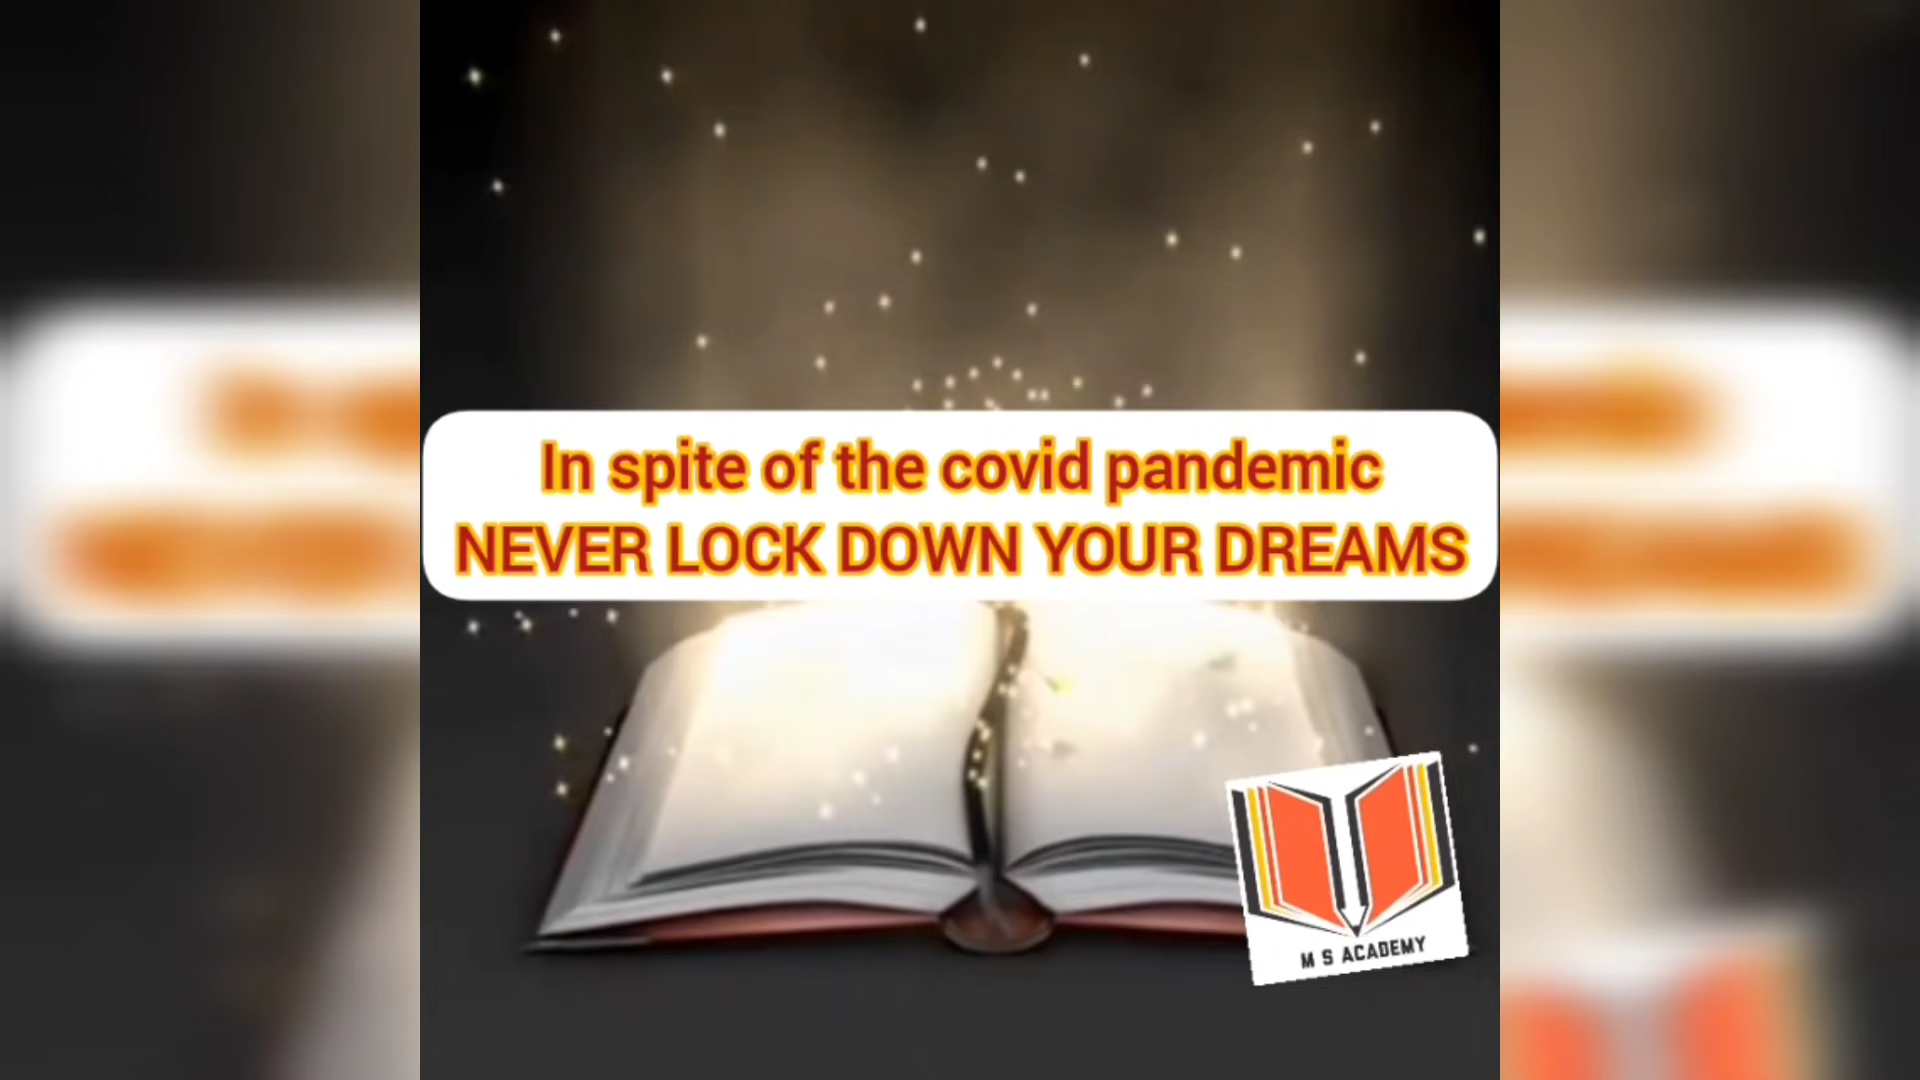 In spite of the covid pandemic
NEVER LOCK DOWN YOUR DREAMS
M S ACADEMY